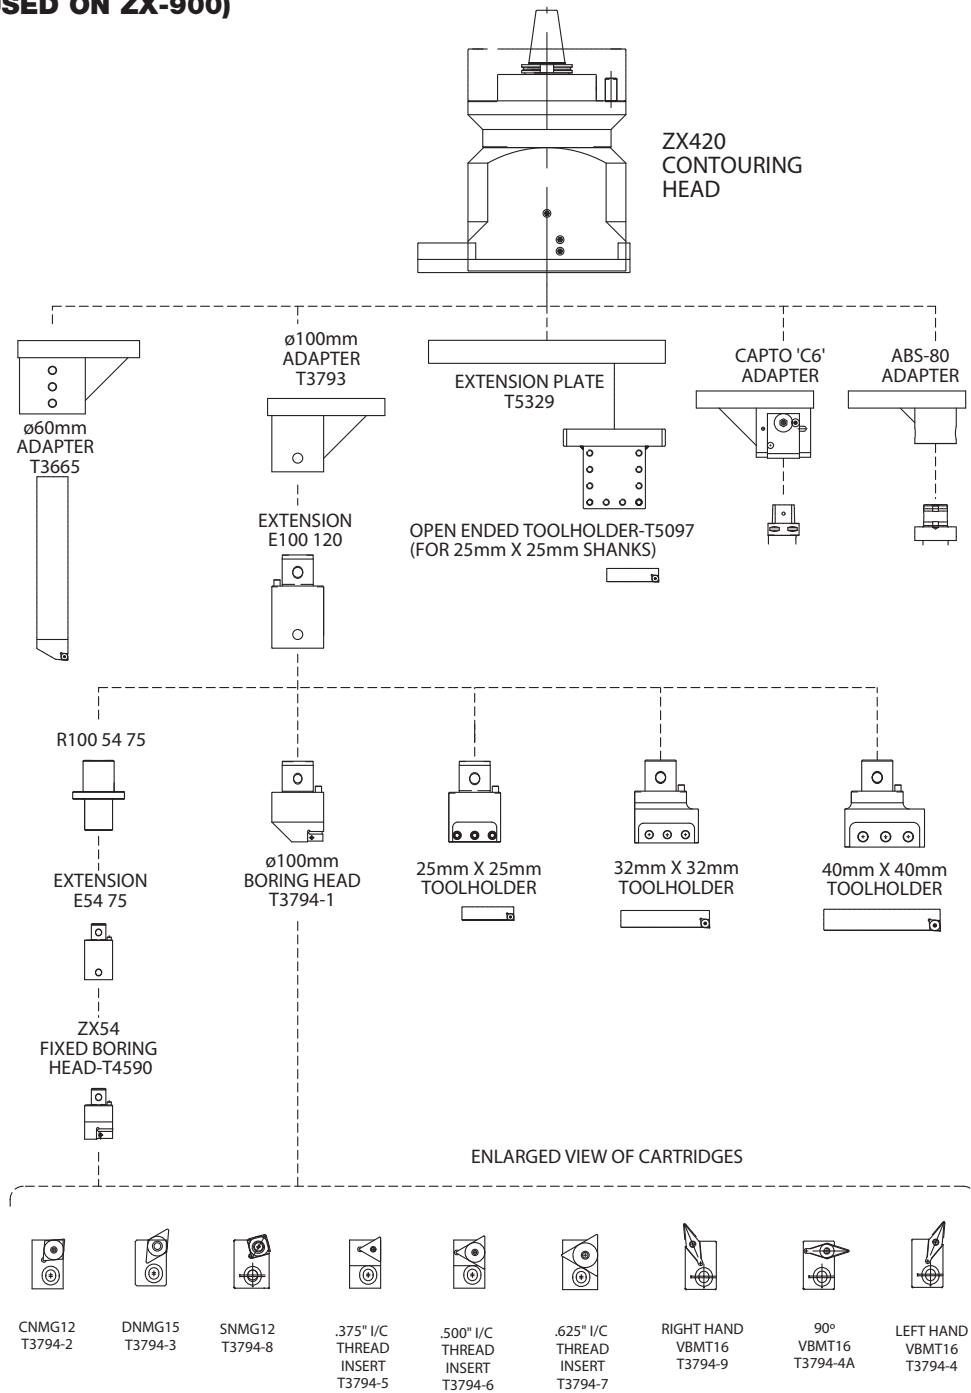 USED ON ZX-900)
ZX420
CONTOURING
HEAD
ø60mm
ADAPTER
T3665
ø100mm
ADAPTER
T3793
EXTENSION PLATE
T5329
CAPTO 'C6'
ADAPTER
ABS-80
ADAPTER
EXTENSION
E100 120
OPEN ENDED TOOLHOLDER-T5097
(FOR 25mm X 25mm SHANKS)
R100 54 75
EXTENSION
E54 75
ZX54
FIXED BORING
HEAD-T4590
ø100mm
BORING HEAD
T3794-1
25mm X 25mm
TOOLHOLDER
32mm X 32mm
TOOLHOLDER
40mm X 40mm
TOOLHOLDER
ENLARGED VIEW OF CARTRIDGES
CNMG12
T3794-2
DNMG15
T3794-3
SNMG12
T3794-8
.375" I/C
THREAD
INSERT
T3794-5
.500" I/C
THREAD
INSERT
T3794-6
.625" I/C
THREAD
INSERT
T3794-7
RIGHT HAND
VBMT16
T3794-9
90º
VBMT16
T3794-4A
LEFT HAND
VBMT16
T3794-4